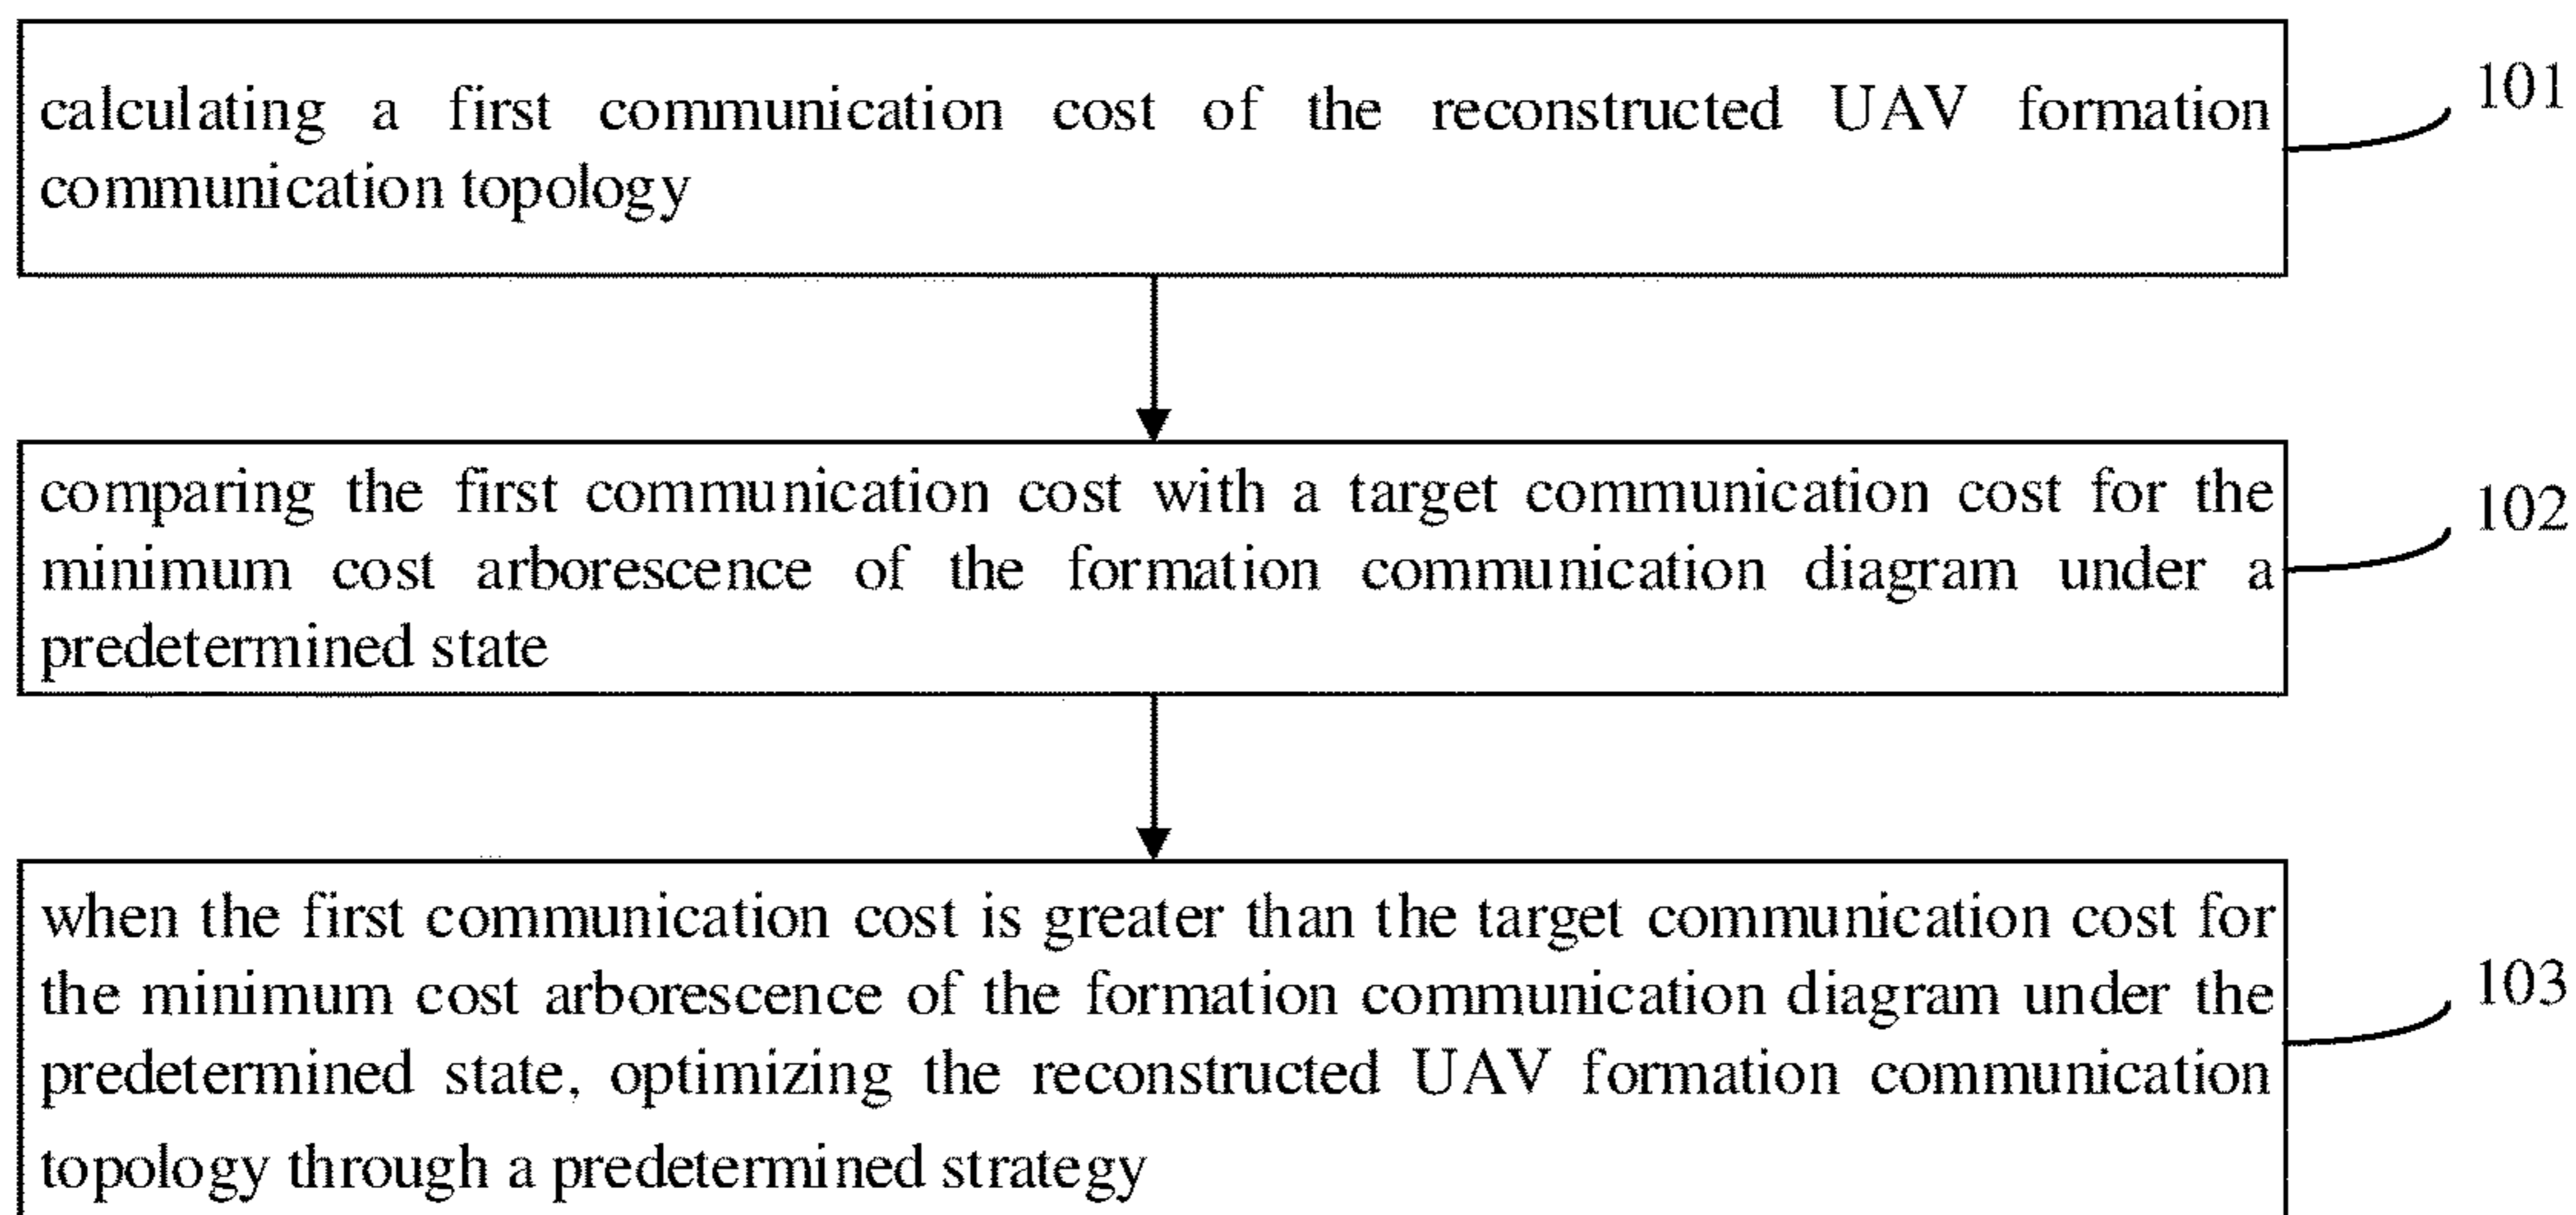 calculating a first communication cost of the reconstructed UAV formation
communication topology
101
comparing the first communication cost with a target communication cost for the
minimum cost arborescence of the formation communication diagram under a
predetermined state
102
when the first communication cost is greater than the target communication cost for
the minimum cost arborescence of the formation communication diagram under the
predetermined state, optimizing the reconstructed UAV formation communication
topology through a predetermined strategy
103